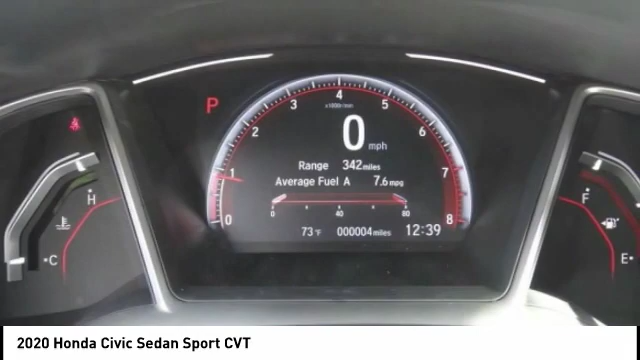 P
x1000r/min
0 1 2 3 4 5 6 7 8
0 mph
Range 342 miles
Average Fuel A 7.6 mpg
0 40 80
73 °F 000004 miles 12:39
H
C
F
E
2020 Honda Civic Sedan Sport CVT